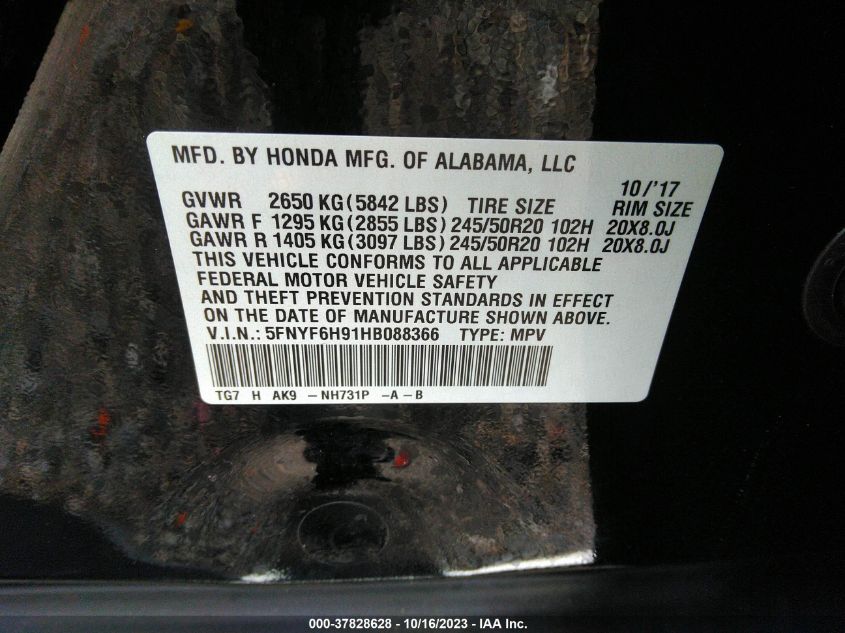 MFD. BY HONDA MFG. OF ALABAMA, LLC
10/'17
GVWR 2650 KG (5842 LBS) TIRE SIZE RIM SIZE
GAWR F 1295 KG (2855 LBS) 245/50R20 102H 20X8.0J
GAWR R 1405 KG (3097 LBS) 245/50R20 102H 20X8.0J
THIS VEHICLE CONFORMS TO ALL APPLICABLE
FEDERAL MOTOR VEHICLE SAFETY
AND THEFT PREVENTION STANDARDS IN EFFECT
ON THE DATE OF MANUFACTURE SHOWN ABOVE.
V.I.N.: 5FNYF6H91HB088366 TYPE: MPV
TG7 H AK9 -NH731P -A-B
000-37828628 - 10/16/2023 - IAA Inc.